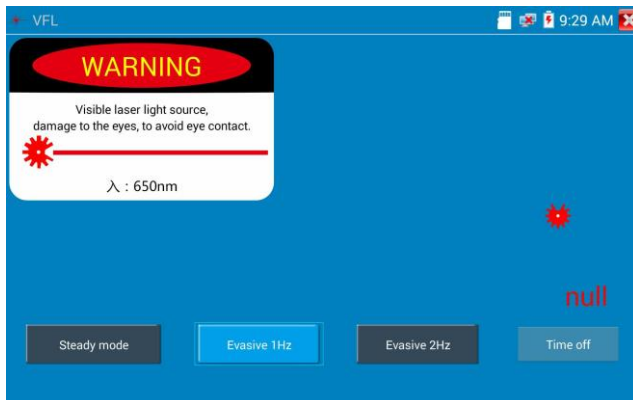 VFL
9:29 AM
WARNING
Visible laser light source,
damage to the eyes, to avoid eye contact.
入 : 650nm
null
Steady mode
Evasive 1Hz
Evasive 2Hz
Time off